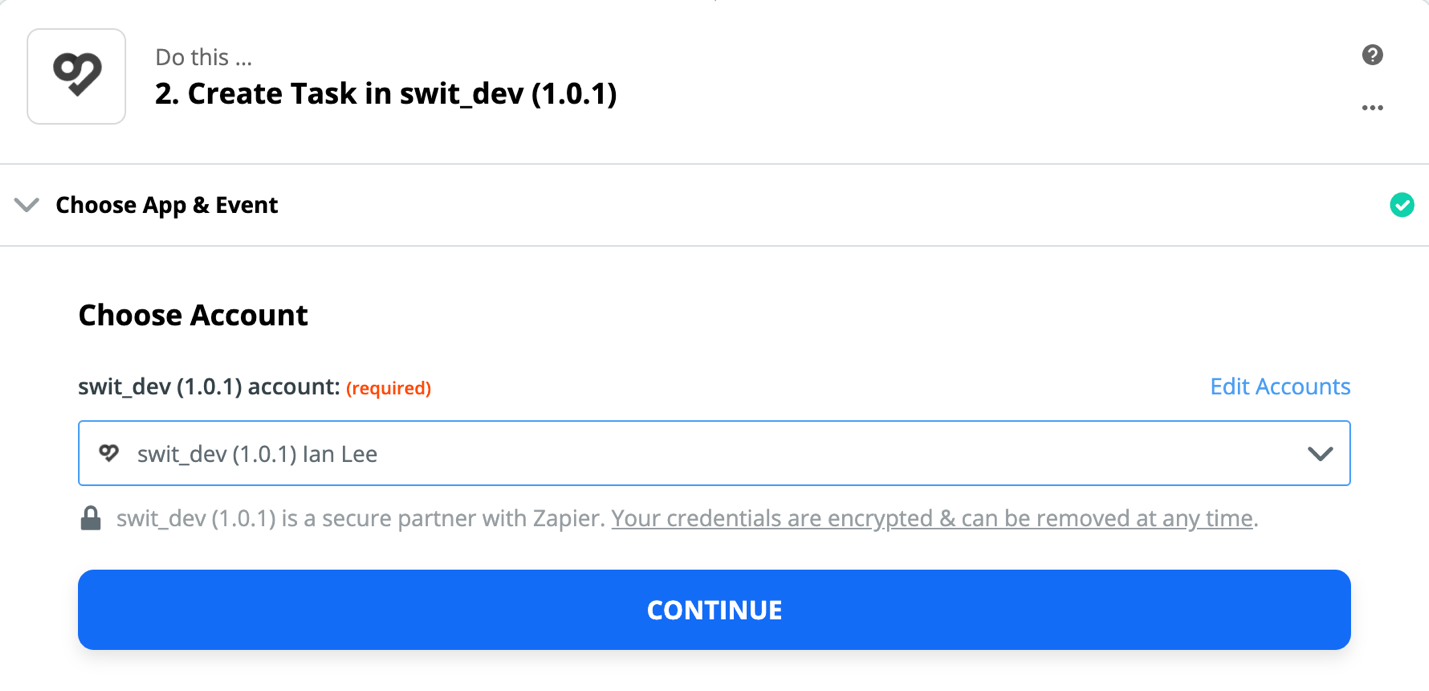 Do this ...
2. Create Task in swit_dev (1.0.1)
Choose App & Event
Choose Account
swit_dev (1.0.1) account: (required)
Edit Accounts
swit_dev (1.0.1) Ian Lee
swit_dev (1.0.1) is a secure partner with Zapier. Your credentials are encrypted & can be removed at any time.
CONTINUE